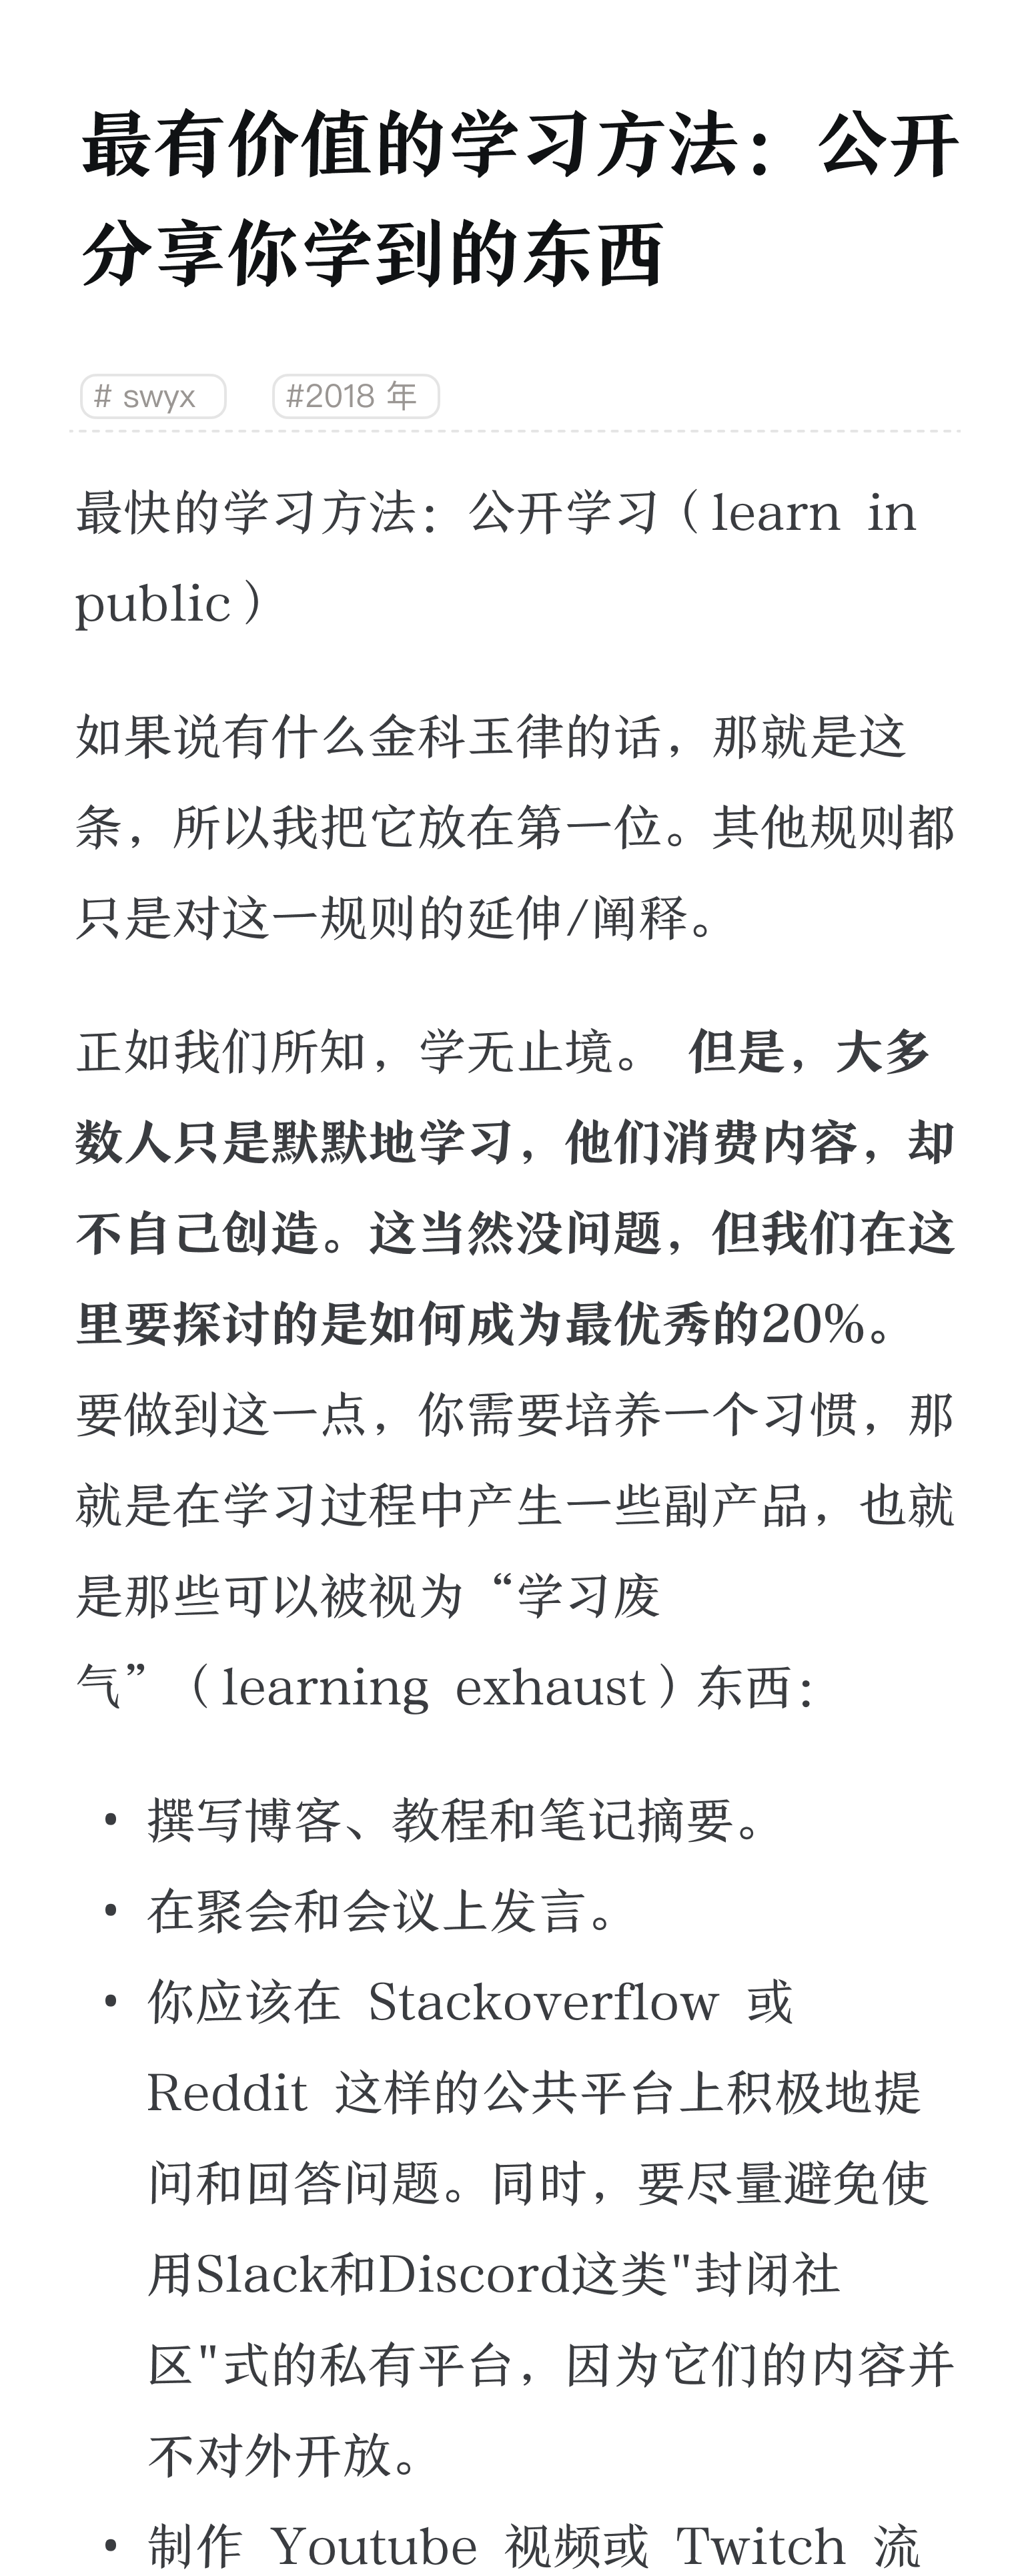 最有价值的学习方法：公开
分享你学到的东西
# swyx #2018 年
最快的学习方法：公开学习（learn in
public）
如果说有什么金科玉律的话，那就是这
条，所以我把它放在第一位。其他规则都
只是对这一规则的延伸/阐释。
正如我们所知，学无止境。 但是，大多
数人只是默默地学习，他们消费内容，却
不自己创造。这当然没问题，但我们在这
里要探讨的是如何成为最优秀的20%。
要做到这一点，你需要培养一个习惯，那
就是在学习过程中产生一些副产品，也就
是那些可以被视为“学习废
气”（learning exhaust）东西：
• 撰写博客、教程和笔记摘要。
• 在聚会和会议上发言。
• 你应该在 Stackoverflow 或
Reddit 这样的公共平台上积极地提
问和回答问题。同时，要尽量避免使
用Slack和Discord这类"封闭社
区"式的私有平台，因为它们的内容并
不对外开放。
• 制作 Youtube 视频或 Twitch 流